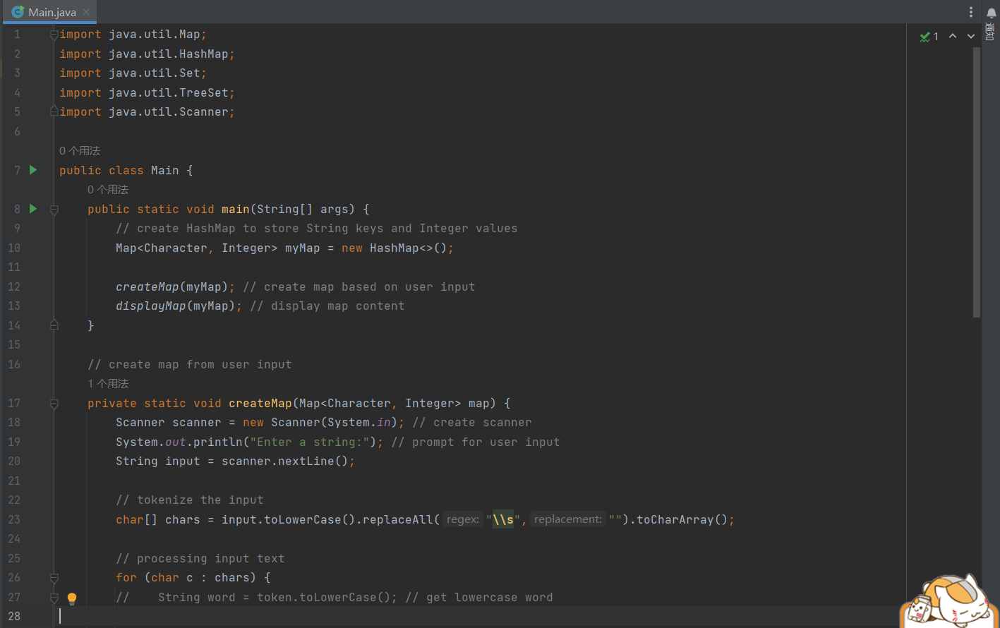 Main.java
通知
1
1 import java.util.Map;
2 import java.util.HashMap;
3 import java.util.Set;
4 import java.util.TreeSet;
5 import java.util.Scanner;
6
0 个用法
7 public class Main {
0 个用法
8 public static void main(String[] args) {
9 // create HashMap to store String keys and Integer values
10 Map<Character, Integer> myMap = new HashMap<>();
11
12 createMap(myMap); // create map based on user input
13 displayMap(myMap); // display map content
14 }
15
16 // create map from user input
1 个用法
17 private static void createMap(Map<Character, Integer> map) {
18 Scanner scanner = new Scanner(System.in); // create scanner
19 System.out.println("Enter a string:"); // prompt for user input
20 String input = scanner.nextLine();
21
22 // tokenize the input
23 char[] chars = input.toLowerCase().replaceAll( regex: "\\s", replacement: "").toCharArray();
24
25 // processing input text
26 for (char c : chars) {
27 //    String word = token.toLowerCase(); // get lowercase word
28